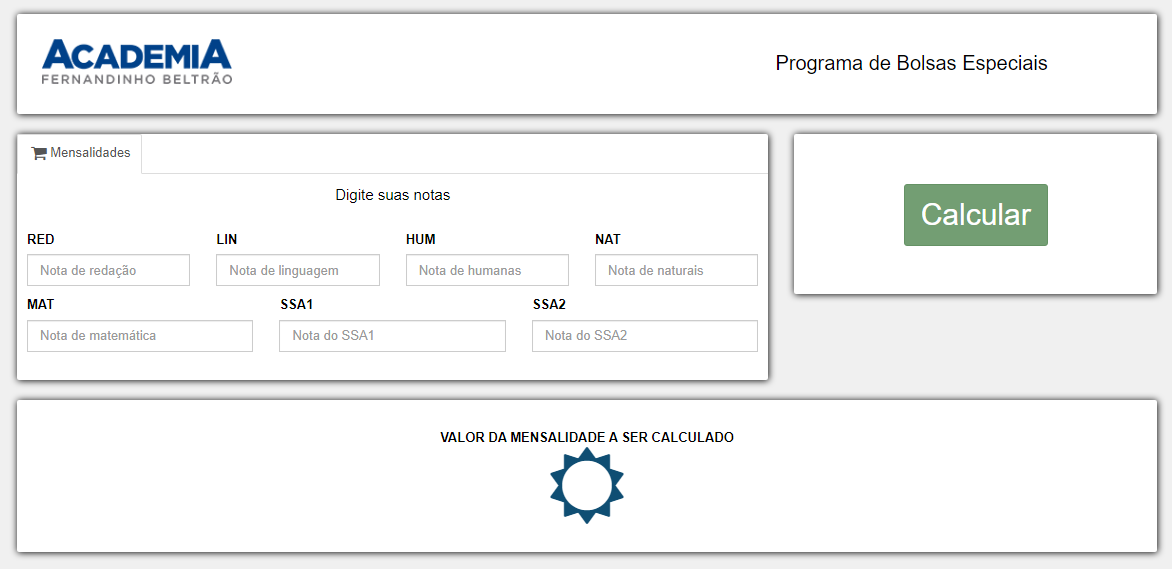 ACADEMIA
FERNANDINHO BELTRÃO
Programa de Bolsas Especiais
Mensalidades
Digite suas notas
RED LIN HUM NAT
Nota de redação Nota de linguagem Nota de humanas Nota de naturais
MAT SSA1 SSA2
Nota de matemática Nota do SSA1 Nota do SSA2
Calcular
VALOR DA MENSALIDADE A SER CALCULADO